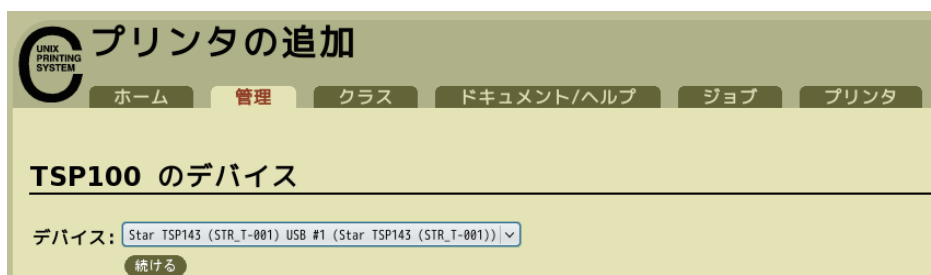 UNIX
PRINTING
SYSTEM
プリンタの追加
ホーム 管理 クラス ドキュメント/ヘルプ ジョブ プリンタ
TSP100 のデバイス
デバイス: Star TSP143 (STR_T-001) USB #1 (Star TSP143 (STR_T-001))
続ける